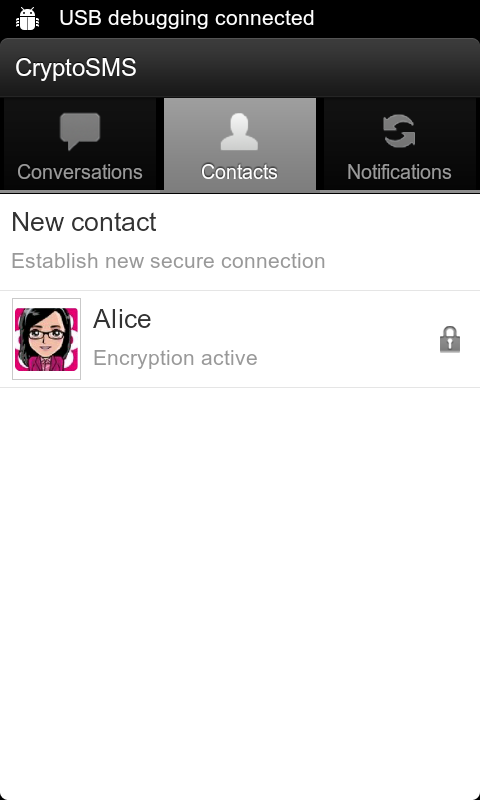 USB debugging connected
CryptoSMS
Conversations
Contacts
Notifications
New contact
Establish new secure connection
Alice
Encryption active